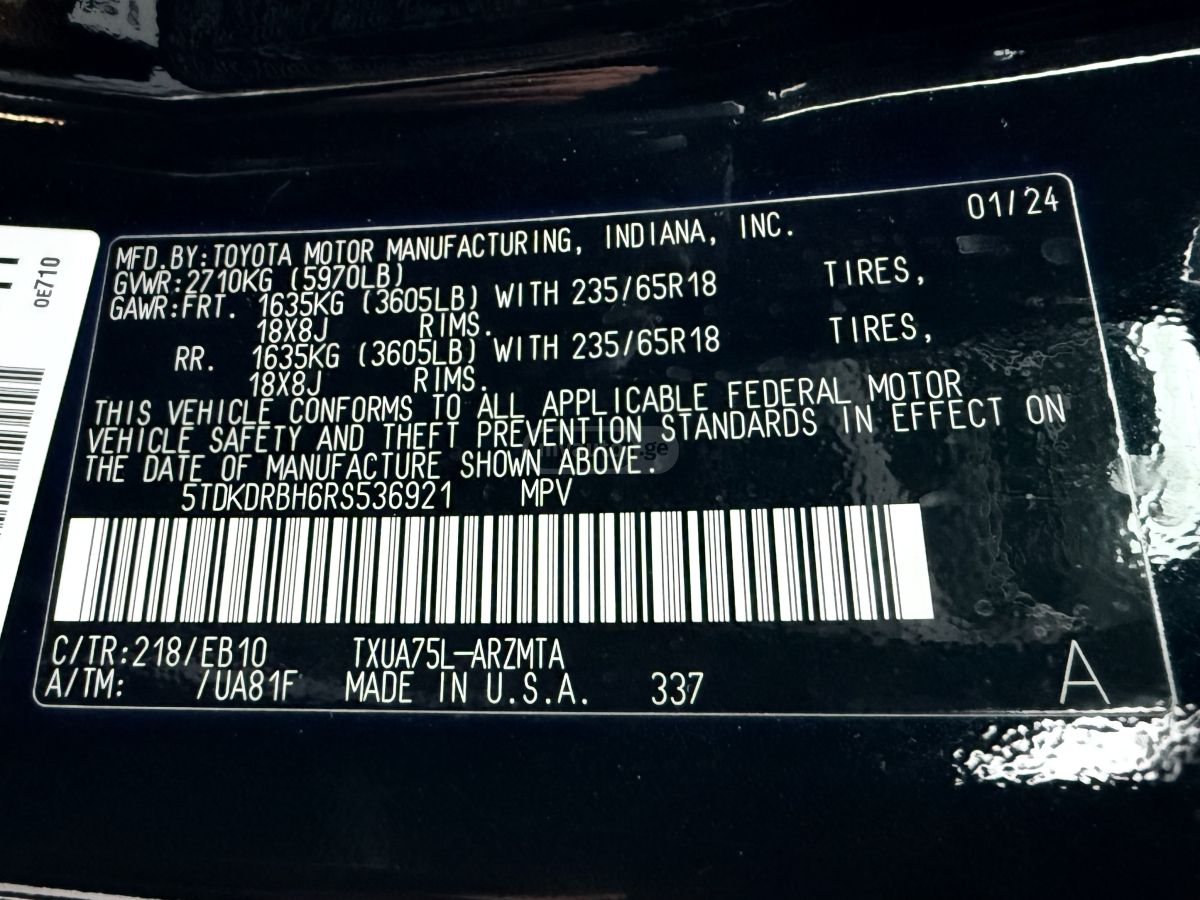 01/24
MFD.BY:TOYOTA MOTOR MANUFACTURING, INDIANA, INC.
GVWR:2710KG (5970LB)
GAWR:FRT. 1635KG (3605LB) WITH 235/65R18 TIRES,
18X8J RIMS.
RR. 1635KG (3605LB) WITH 235/65R18 TIRES,
18X8J RIMS.
THIS VEHICLE CONFORMS TO ALL APPLICABLE FEDERAL MOTOR
VEHICLE SAFETY AND THEFT PREVENTION STANDARDS IN EFFECT ON
THE DATE OF MANUFACTURE SHOWN ABOVE.
5TDKDRBH6RS536921 MPV
C/TR:218/EB10 TXUA75L-ARZMTA
A/TM: /UA81F MADE IN U.S.A. 337
A
0E710